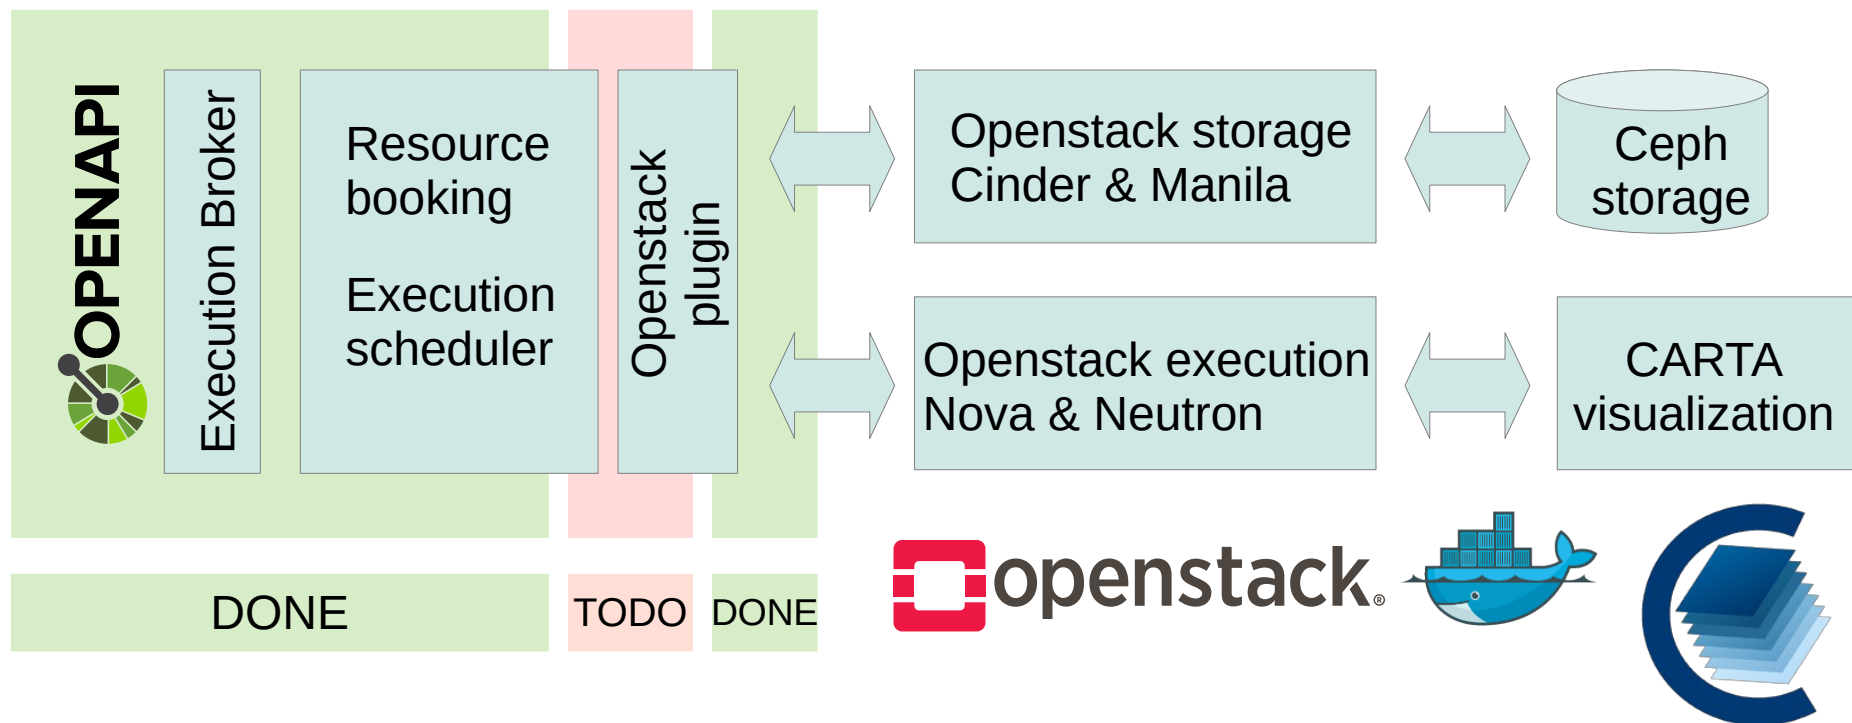 OPENAPI
Execution Broker
Resource
booking
Execution
scheduler
Openstack
plugin
Openstack storage
Cinder & Manila
Ceph
storage
Openstack execution
Nova & Neutron
CARTA
visualization
DONE
TODO
DONE
openstack®